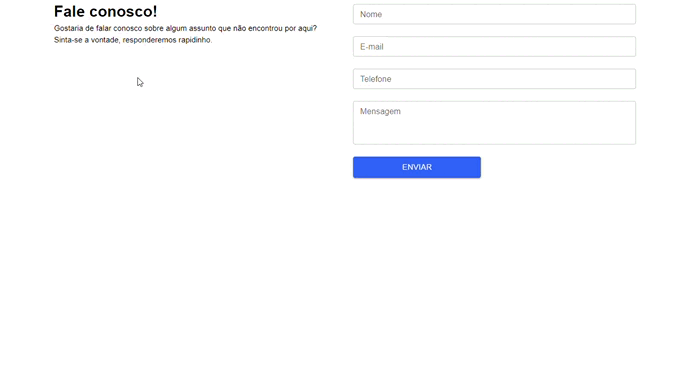 Fale conosco!
Gostaria de falar conosco sobre algum assunto que não encontrou por aqui?
Sinta-se a vontade, responderemos rapidinho.
Nome
E-mail
Telefone
Mensagem
ENVIAR